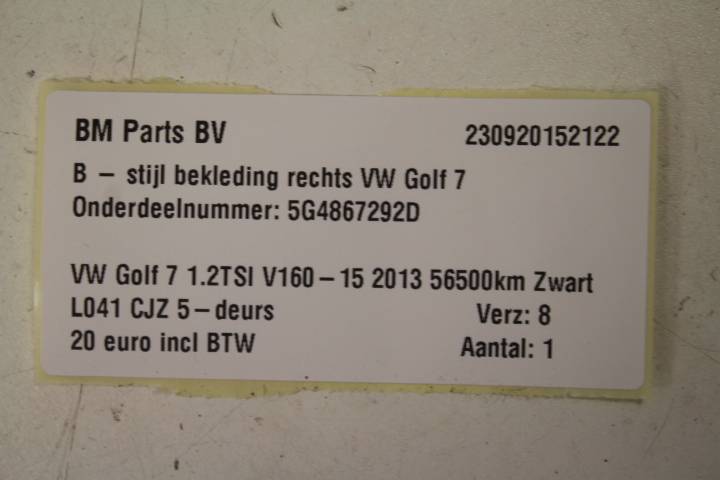 BM Parts BV 230920152122
B – stijl bekleding rechts VW Golf 7
Onderdeelnummer: 5G4867292D
VW Golf 7 1.2TSI V160–15 2013 56500km Zwart
L041 CJZ 5–deurs Verz: 8
20 euro incl BTW Aantal: 1